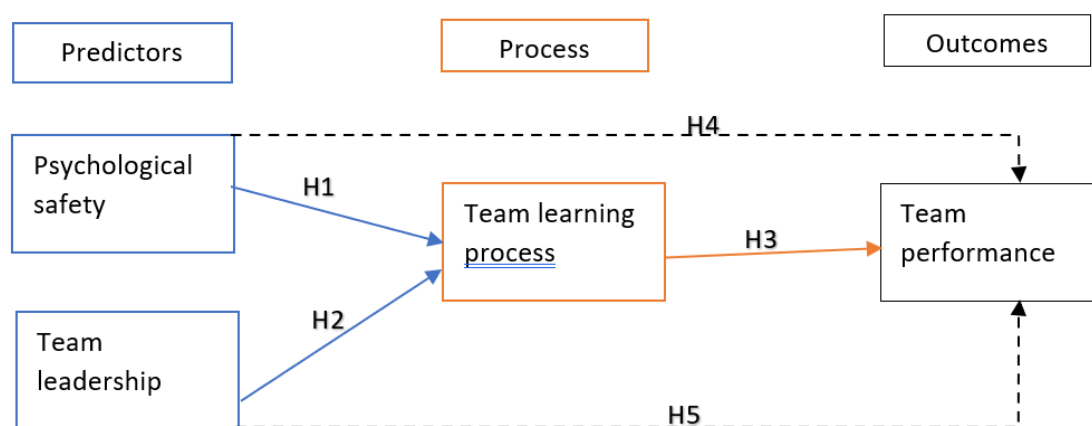 Predictors
Process
Outcomes
H4
Psychological
safety
H1
Team learning
process
H3
Team
performance
H2
Team
leadership
H5